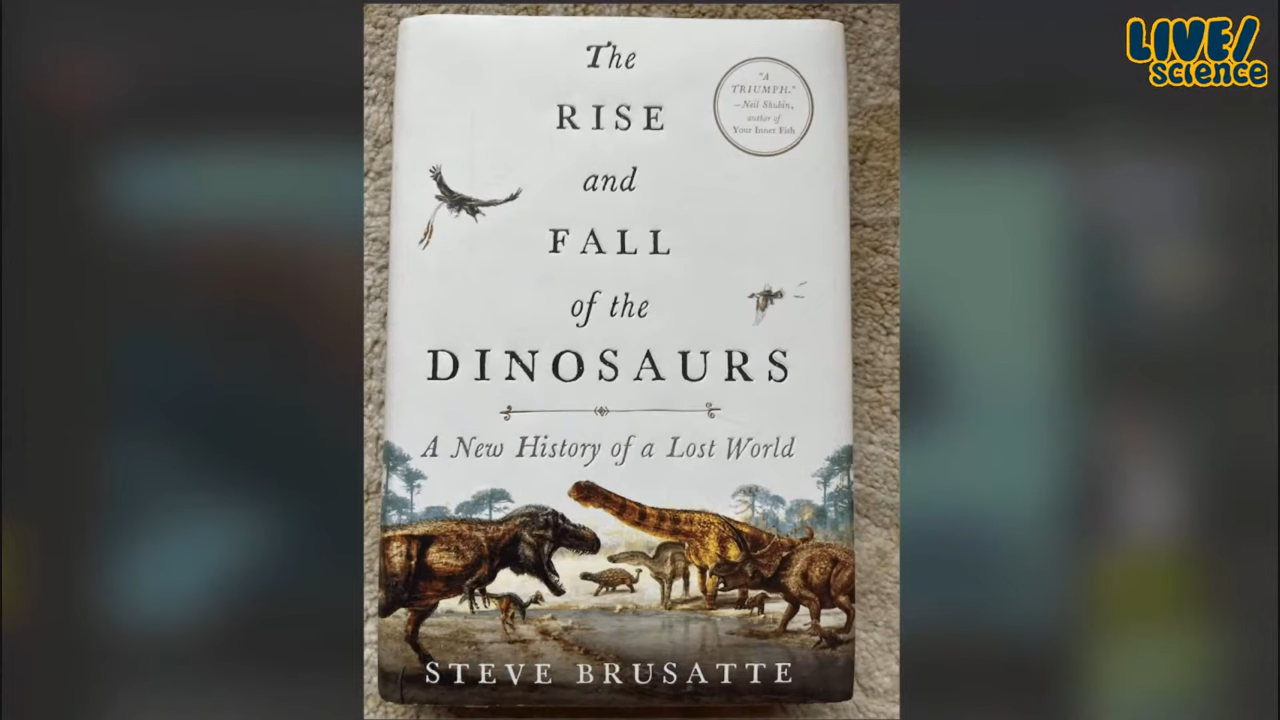 The
RISE
and
FALL
of the
DINOSAURS
A New History of a Lost World
STEVE BRUSATTE
"A
TRIUMPH."
—Neil Shubin,
author of
Your Inner Fish
LIVE/
science